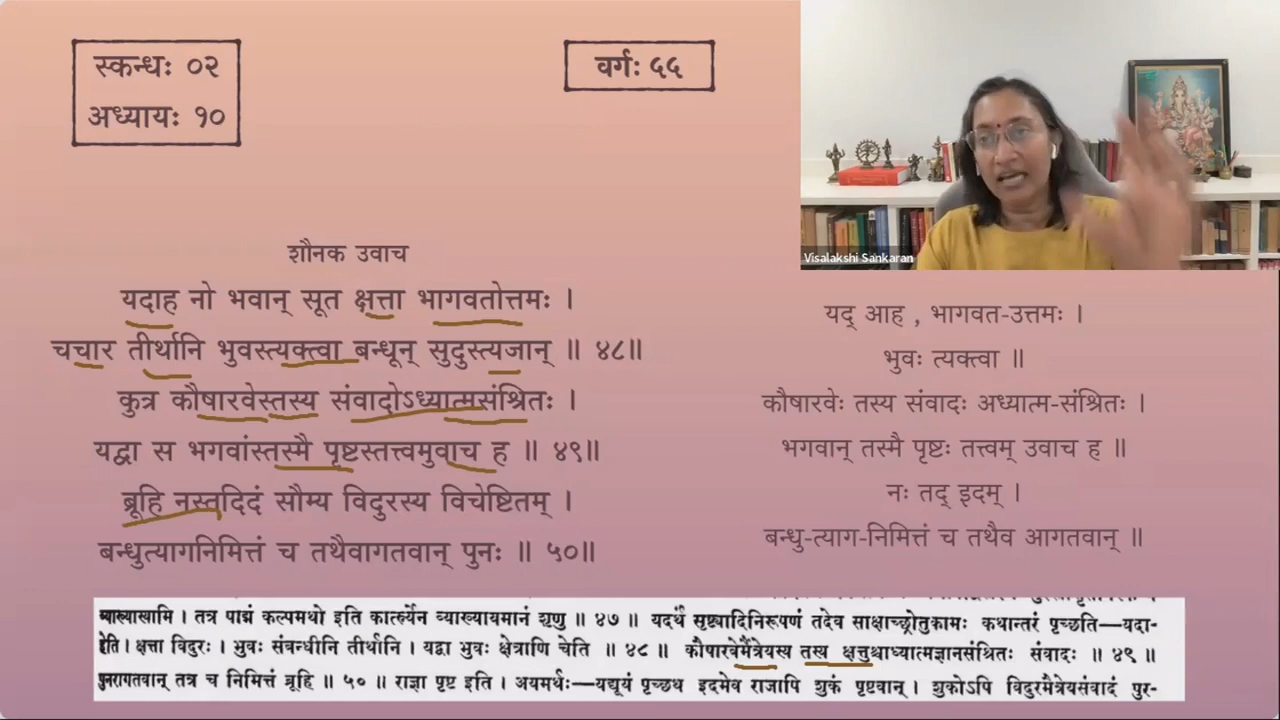 स्कन्धः ०२
अध्यायः १०
वर्गः ५५
Visalakshi Sankaran
शौनक उवाच
यदाह नो भवान् सूत क्षत्ता भागवतोत्तमः ।
चचार तीर्थानि भुवस्त्यक्त्वा बन्धून् सुदुस्त्यजान् ॥ ४८॥
कुत्र कौषारवेस्तस्य संवादोऽध्यात्मसंश्रितः ।
यद्वा स भगवांस्तस्मै पृष्टस्तत्त्वमुवाच ह ॥ ४९॥
ब्रूहि नस्तदिदं सौम्य विदुरस्य विचेष्टितम् ।
बन्धुत्यागनिमित्तं च तथैवागतवान् पुनः ॥ ५०॥
यद् आह , भागवत-उत्तमः ।
भुवः त्यक्त्वा ॥
कौषारवेः तस्य संवादः अध्यात्म-संश्रितः ।
भगवान् तस्मै पृष्टः तत्त्वम् उवाच ह ॥
नः तद् इदम् ।
बन्धु-त्याग-निमित्तं च तथैव आगतवान् ॥
व्याख्यास्यामि । तत्र पाद्मं कल्पमथो इति कार्त्स्न्येन व्याख्यायमानं शृणु ॥ ४७ ॥ यदर्थं सृष्ट्यादिनिरूपणं तदेव साक्षाच्छ्रोतुकामः कथान्तरं पृच्छति—यदा-
हेति । क्षत्ता विदुरः । भुवः संबन्धीनि तीर्थानि । यद्वा भुवः क्षेत्राणि चेति ॥ ४८ ॥ कौषारवेर्मैत्रेयस्य तस्य क्षत्तुश्चाध्यात्मज्ञानसंश्रितः संवादः ॥ ४९ ॥
पुनरागतवान् तत्र च निमित्तं ब्रूहि ॥ ५० ॥ राज्ञा पृष्ट इति । अयमर्थः—यद्यूयं पृच्छथ इदमेव राजापि शुकं पृष्टवान् । शुकोऽपि विदुरमैत्रेयसंवादं पुर-